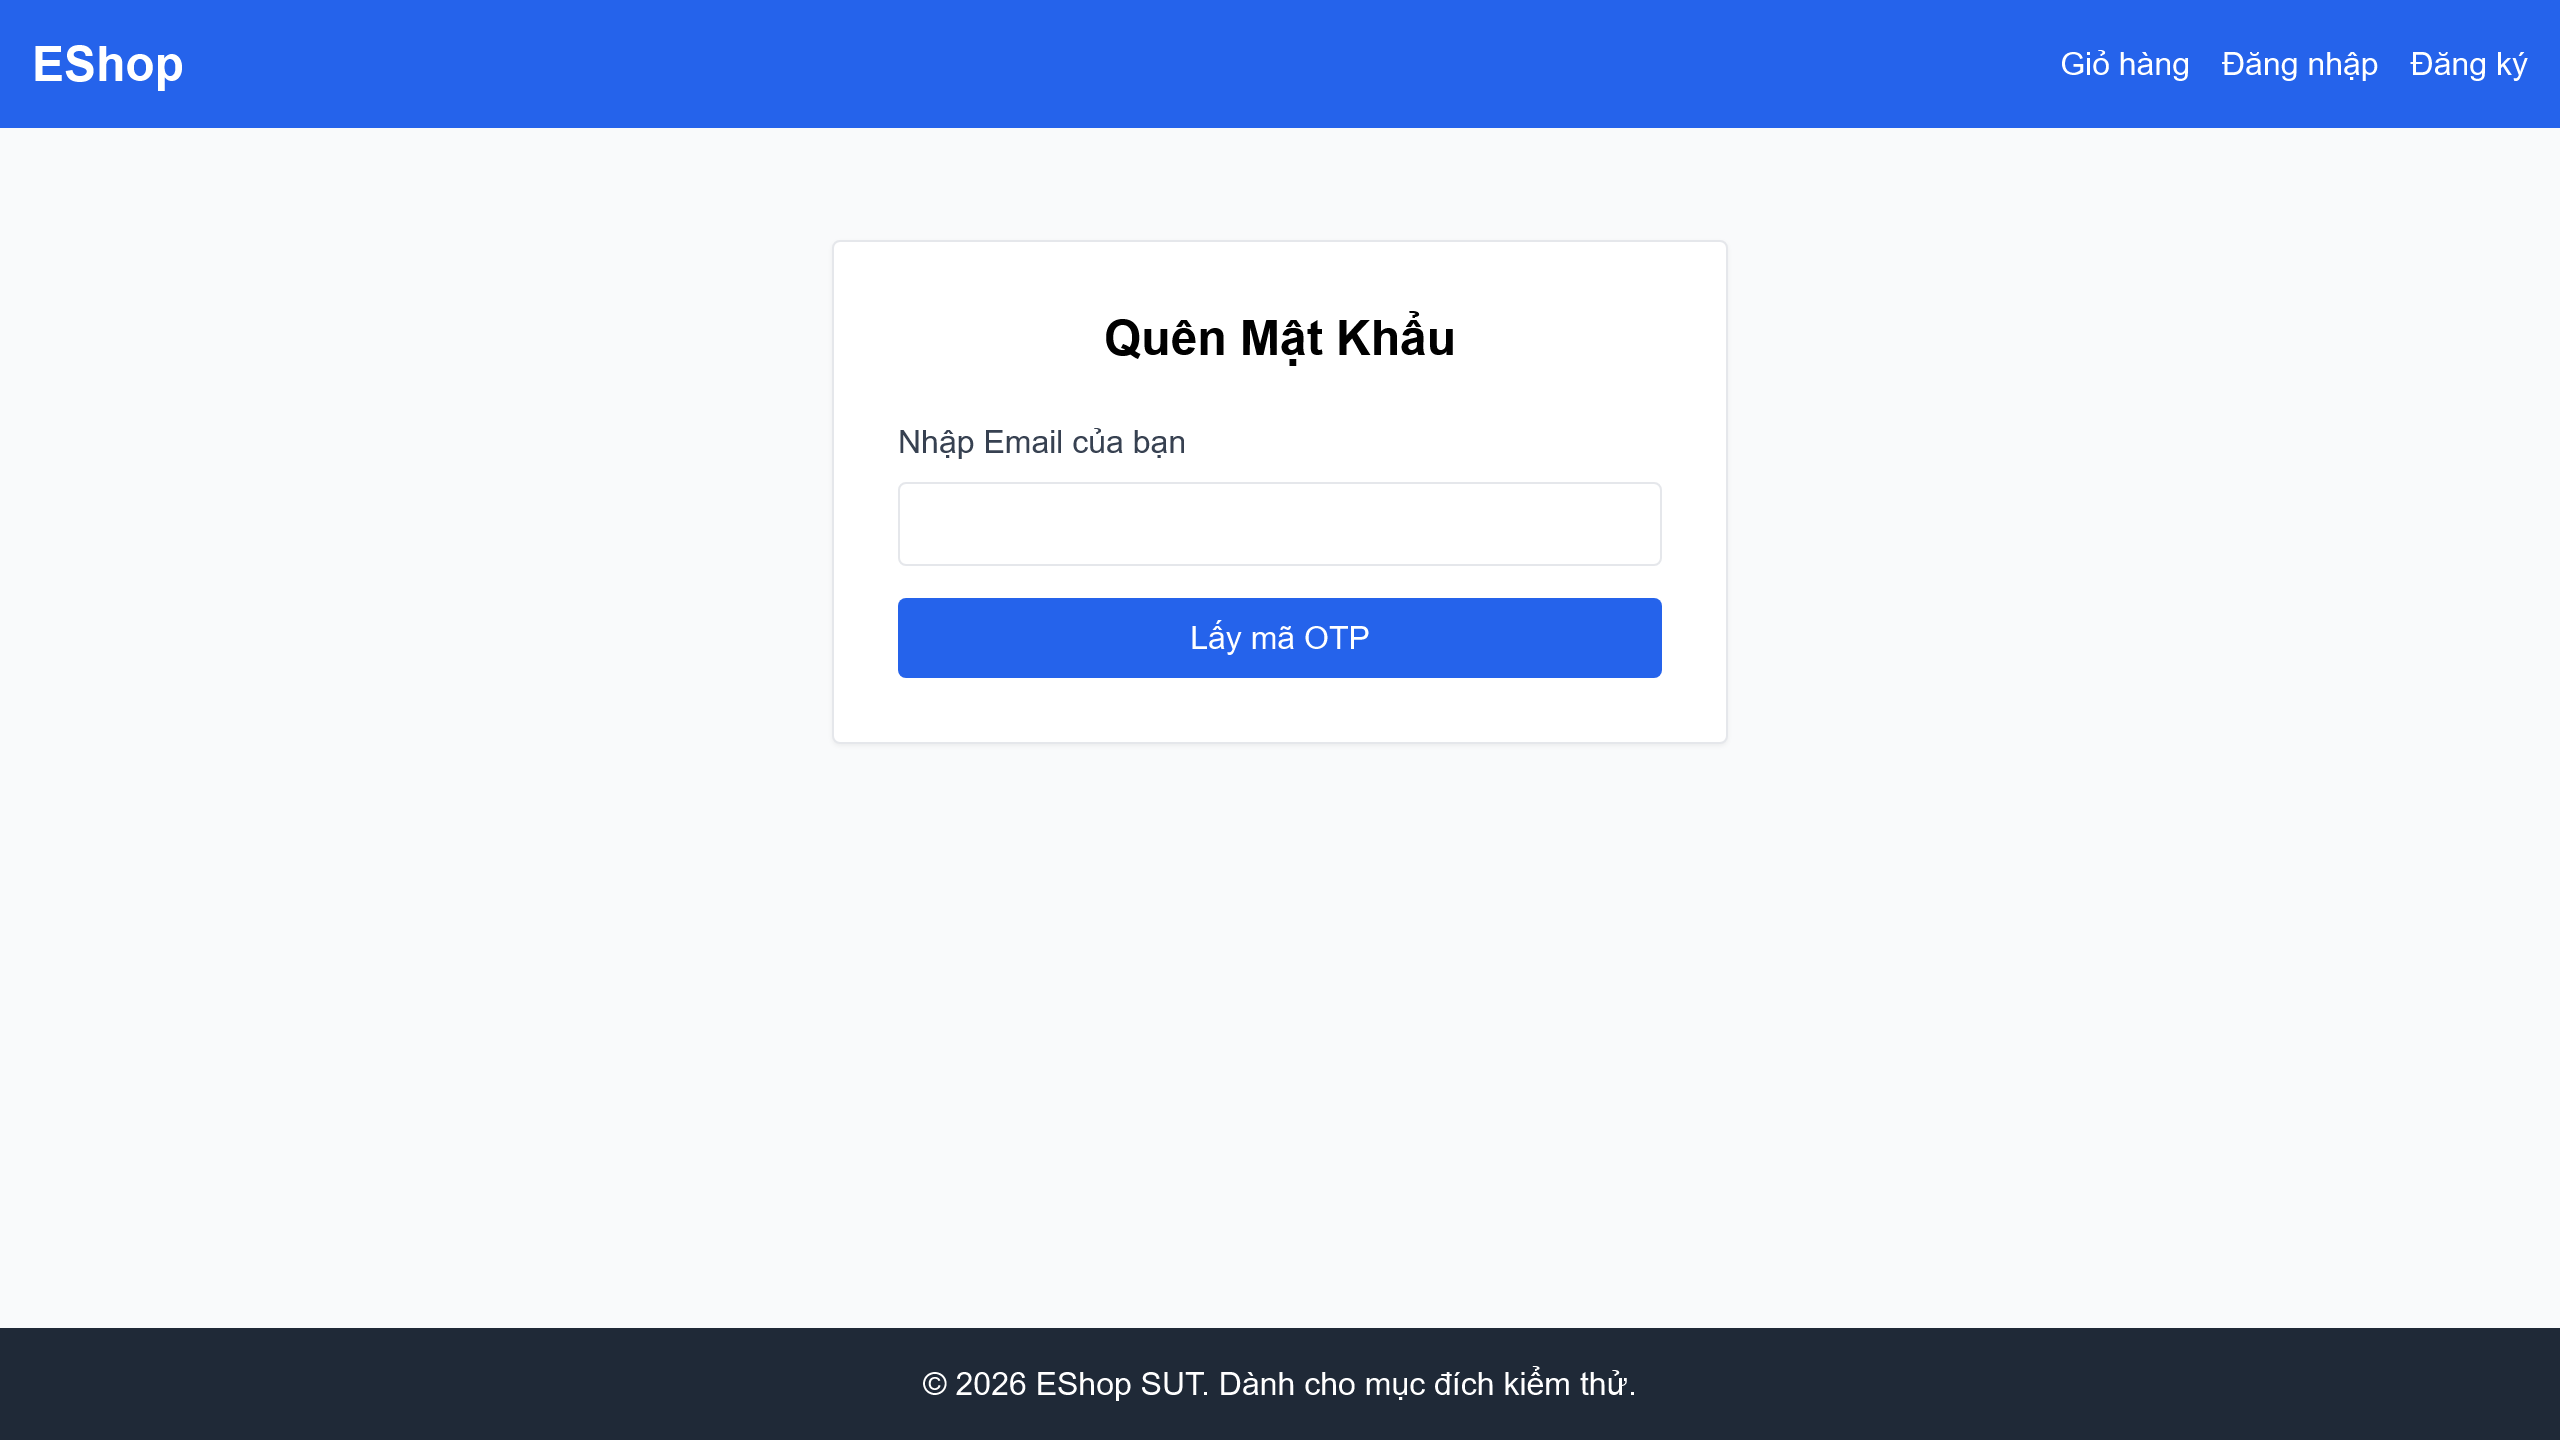 EShop
Giỏ hàng Đăng nhập Đăng ký
Quên Mật Khẩu
Nhập Email của bạn
Lấy mã OTP
© 2026 EShop SUT. Dành cho mục đích kiểm thử.